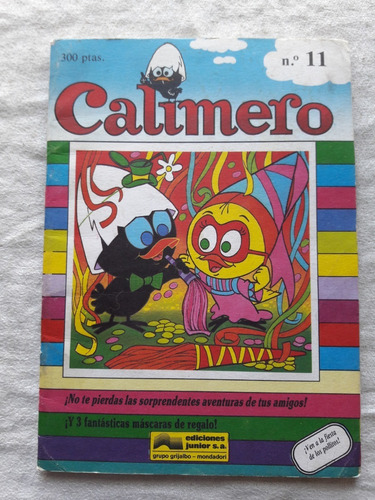 300 ptas.
n.º 11
Calimero
¡No te pierdas las sorprendentes aventuras de tus amigos!
¡Y 3 fantásticas máscaras de regalo!
ediciones
junior s.a.
grupo grijalbo - mondadori
¡Ven a la fiesta
de los pollitos!